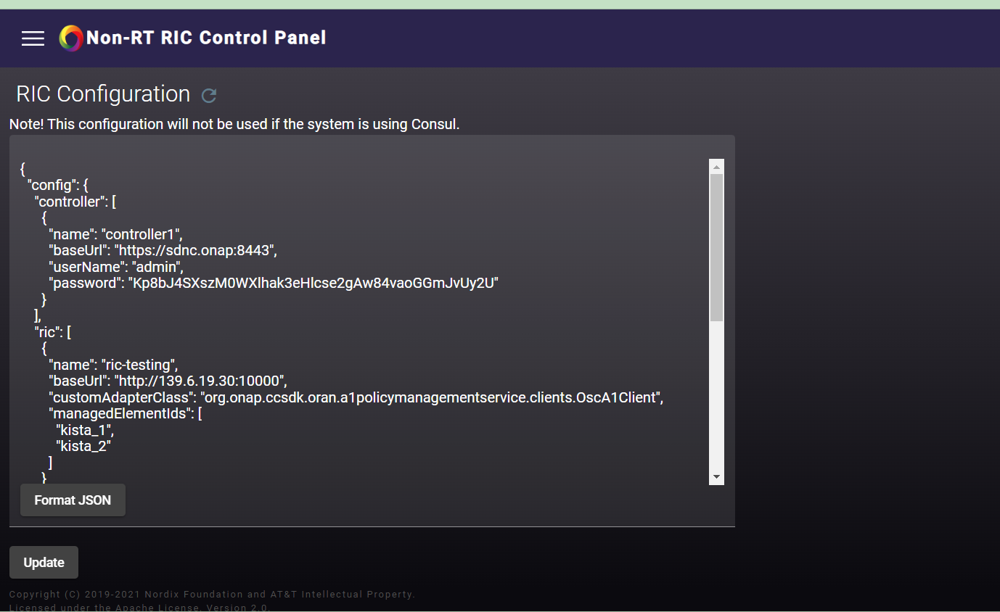 Non-RT RIC Control Panel
RIC Configuration
Note! This configuration will not be used if the system is using Consul.
{
"config": {
"controller": [
{
"name": "controller1",
"baseUrl": "https://sdnc.onap:8443",
"userName": "admin",
"password": "Kp8bJ4SXszM0WXlhak3eHlcse2gAw84vaoGGmJvUy2U"
}
],
"ric": [
{
"name": "ric-testing",
"baseUrl": "http://139.6.19.30:10000",
"customAdapterClass": "org.onap.ccsdk.oran.a1policymanagementservice.clients.OscA1Client",
"managedElementIds": [
"kista_1",
"kista_2"
]
}
Format JSON
Update
Copyright (C) 2019-2021 Nordix Foundation and AT&T Intellectual Property.
Licensed under the Apache License, Version 2.0.